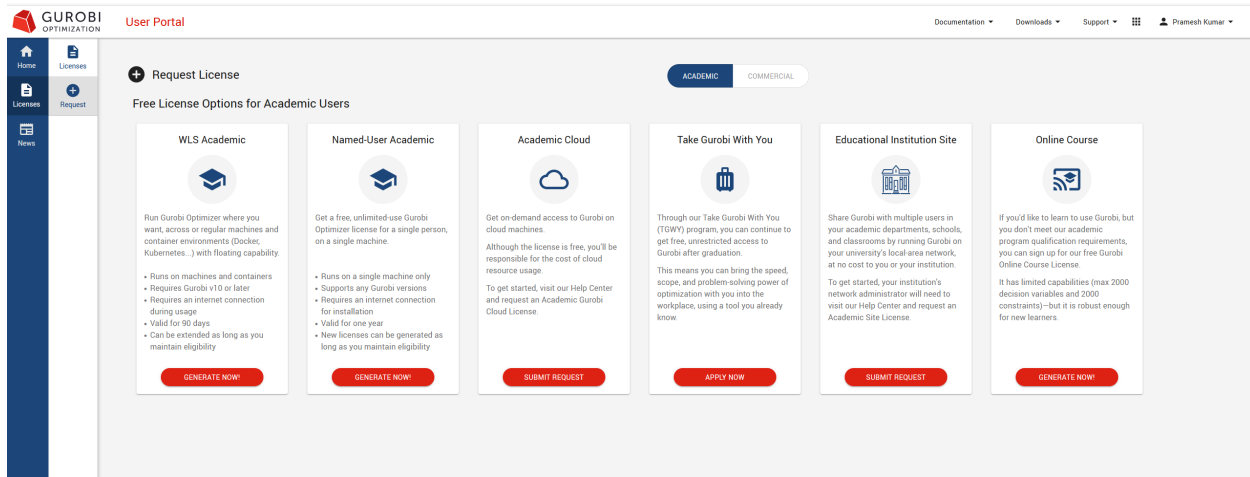 GUROBI
OPTIMIZATION
User Portal
Documentation
Downloads
Support
Pramesh Kumar
Home
Licenses
News
Licenses
Request
Request License
ACADEMIC
COMMERCIAL
Free License Options for Academic Users
WLS Academic
Run Gurobi Optimizer where you
want, across or regular machines and
container environments (Docker,
Kubernetes...) with floating capability.
• Runs on machines and containers
• Requires Gurobi v10 or later
• Requires an internet connection
during usage
• Valid for 90 days
• Can be extended as long as you
maintain eligibility
GENERATE NOW!
Named-User Academic
Get a free, unlimited-use Gurobi
Optimizer license for a single person,
on a single machine.
• Runs on a single machine only
• Supports any Gurobi versions
• Requires an internet connection
for installation
• Valid for one year
• New licenses can be generated as
long as you maintain eligibility
GENERATE NOW!
Academic Cloud
Get on-demand access to Gurobi on
cloud machines.
Although the license is free, you'll be
responsible for the cost of cloud
resource usage.
To get started, visit our Help Center
and request an Academic Gurobi
Cloud License.
SUBMIT REQUEST
Take Gurobi With You
Through our Take Gurobi With You
(TGWY) program, you can continue to
get free, unrestricted access to
Gurobi after graduation.
This means you can bring the speed,
scope, and problem-solving power of
optimization with you into the
workplace, using a tool you already
know.
APPLY NOW
Educational Institution Site
Share Gurobi with multiple users in
your academic departments, schools,
and classrooms by running Gurobi on
your university's local-area network,
at no cost to you or your institution.
To get started, your institution's
network administrator will need to
visit our Help Center and request an
Academic Site License.
SUBMIT REQUEST
Online Course
If you'd like to learn to use Gurobi, but
you don't meet our academic
program qualification requirements,
you can sign up for our free Gurobi
Online Course License.
It has limited capabilities (max 2000
decision variables and 2000
constraints)—but it is robust enough
for new learners.
GENERATE NOW!